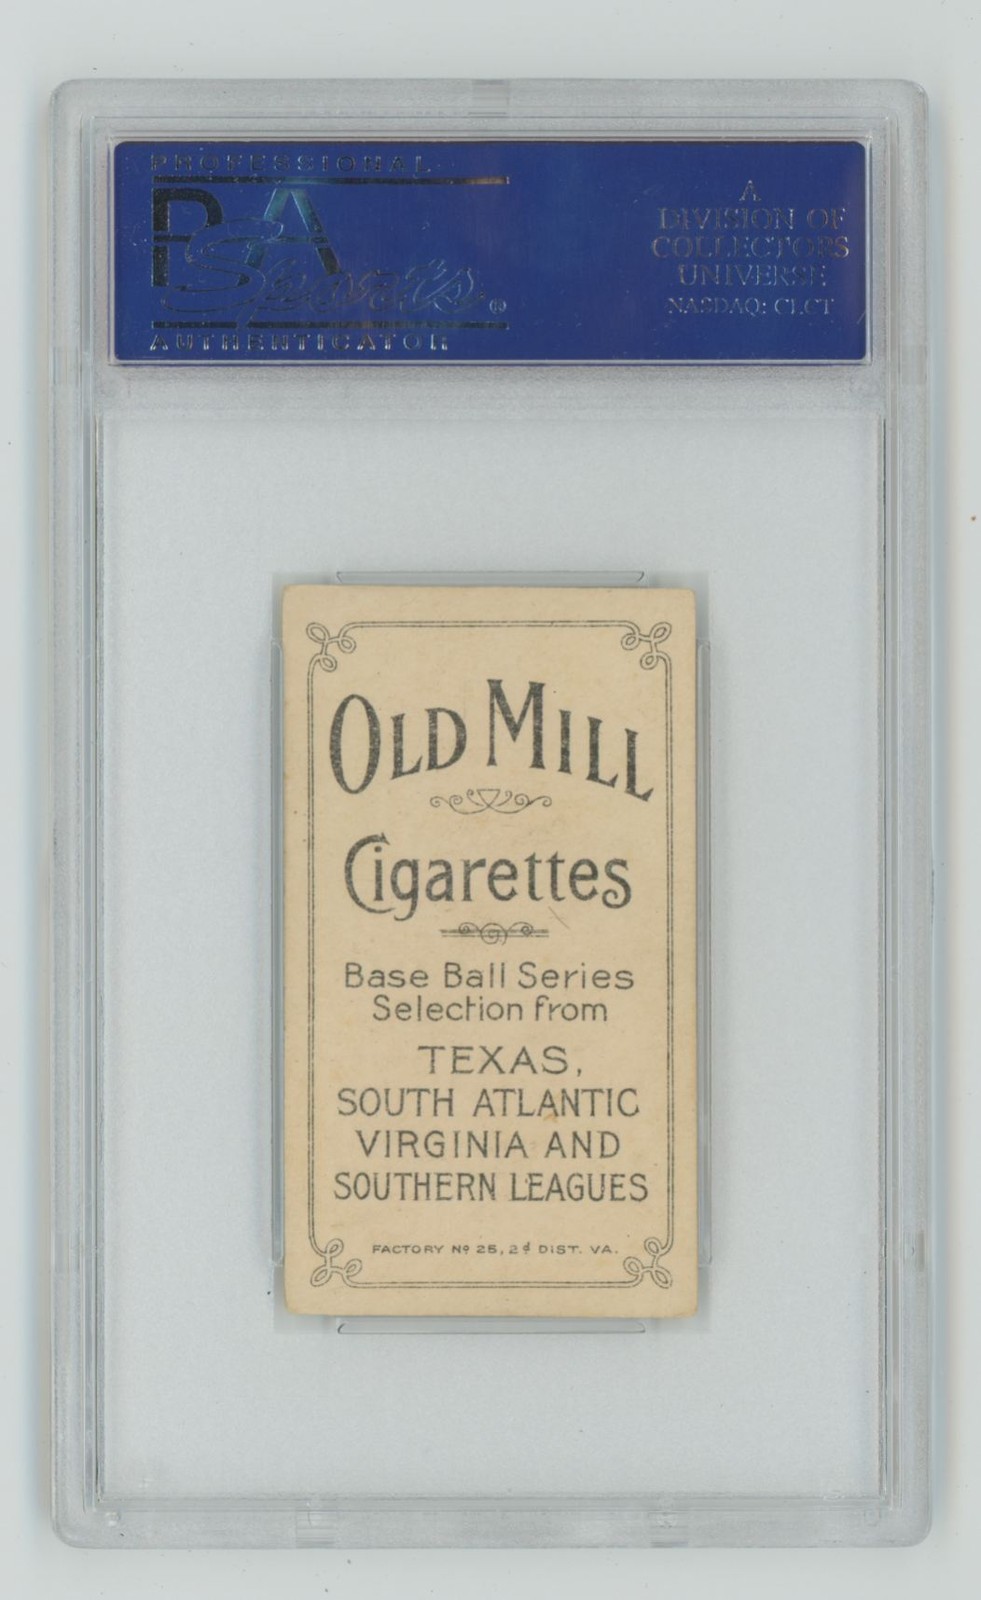 PROFESSIONAL
PSA
Sports
®
AUTHENTICATOR
A
DIVISION OF
COLLECTORS
UNIVERSE
NASDAQ: CLCT
OLD MILL
Cigarettes
Base Ball Series
Selection from
TEXAS,
SOUTH ATLANTIC
VIRGINIA AND
SOUTHERN LEAGUES
FACTORY Nº 25, 2d DIST. VA.